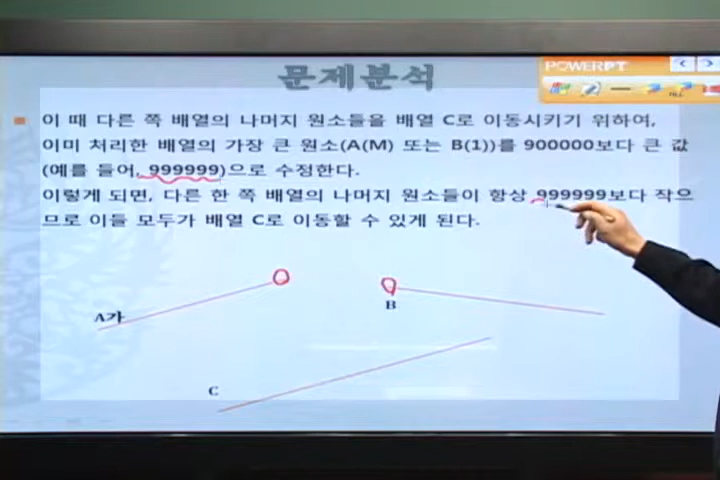 문제분석
POWERPT
이 때 다른 쪽 배열의 나머지 원소들을 배열 C로 이동시키기 위하여,
이미 처리한 배열의 가장 큰 원소(A(M) 또는 B(1))를 900000보다 큰 값
(예를 들어, 999999)으로 수정한다.
이렇게 되면, 다른 한 쪽 배열의 나머지 원소들이 항상 999999보다 작으
므로 이들 모두가 배열 C로 이동할 수 있게 된다.
A가
B
C